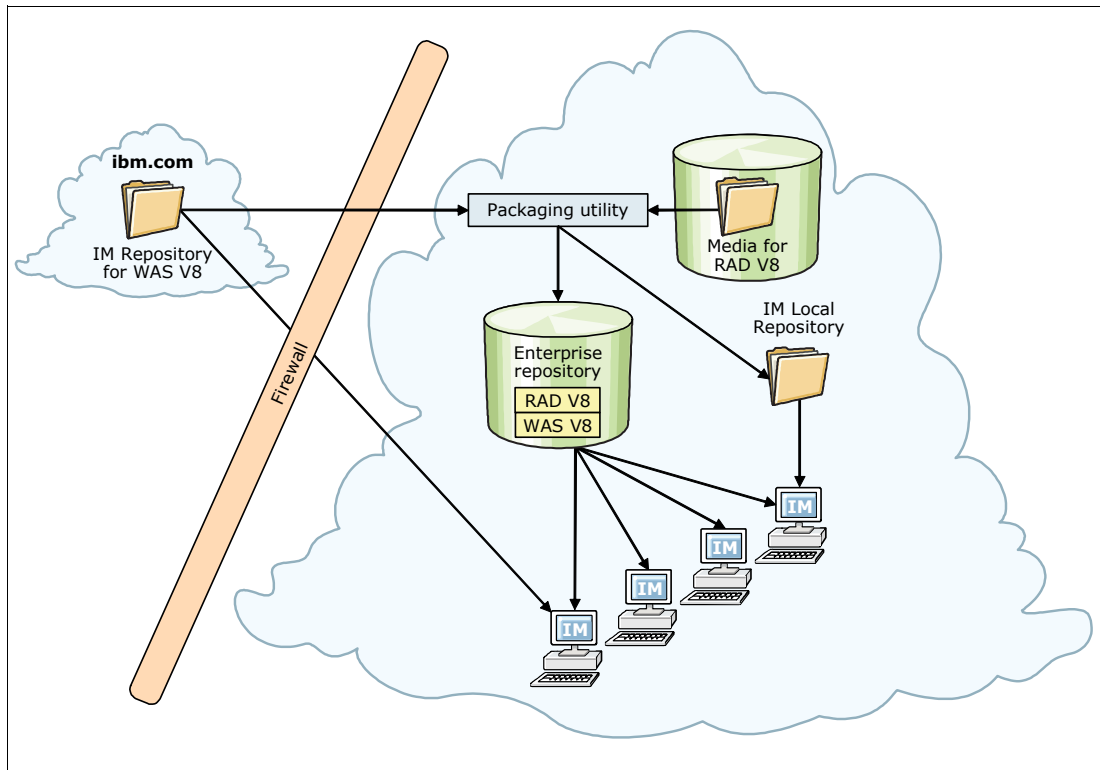 ibm.com
IM Repository
for WAS V8
Firewall
Packaging utility
Media for
RAD V8
IM Local
Repository
Enterprise
repository
RAD V8
WAS V8
IM
IM
IM
IM